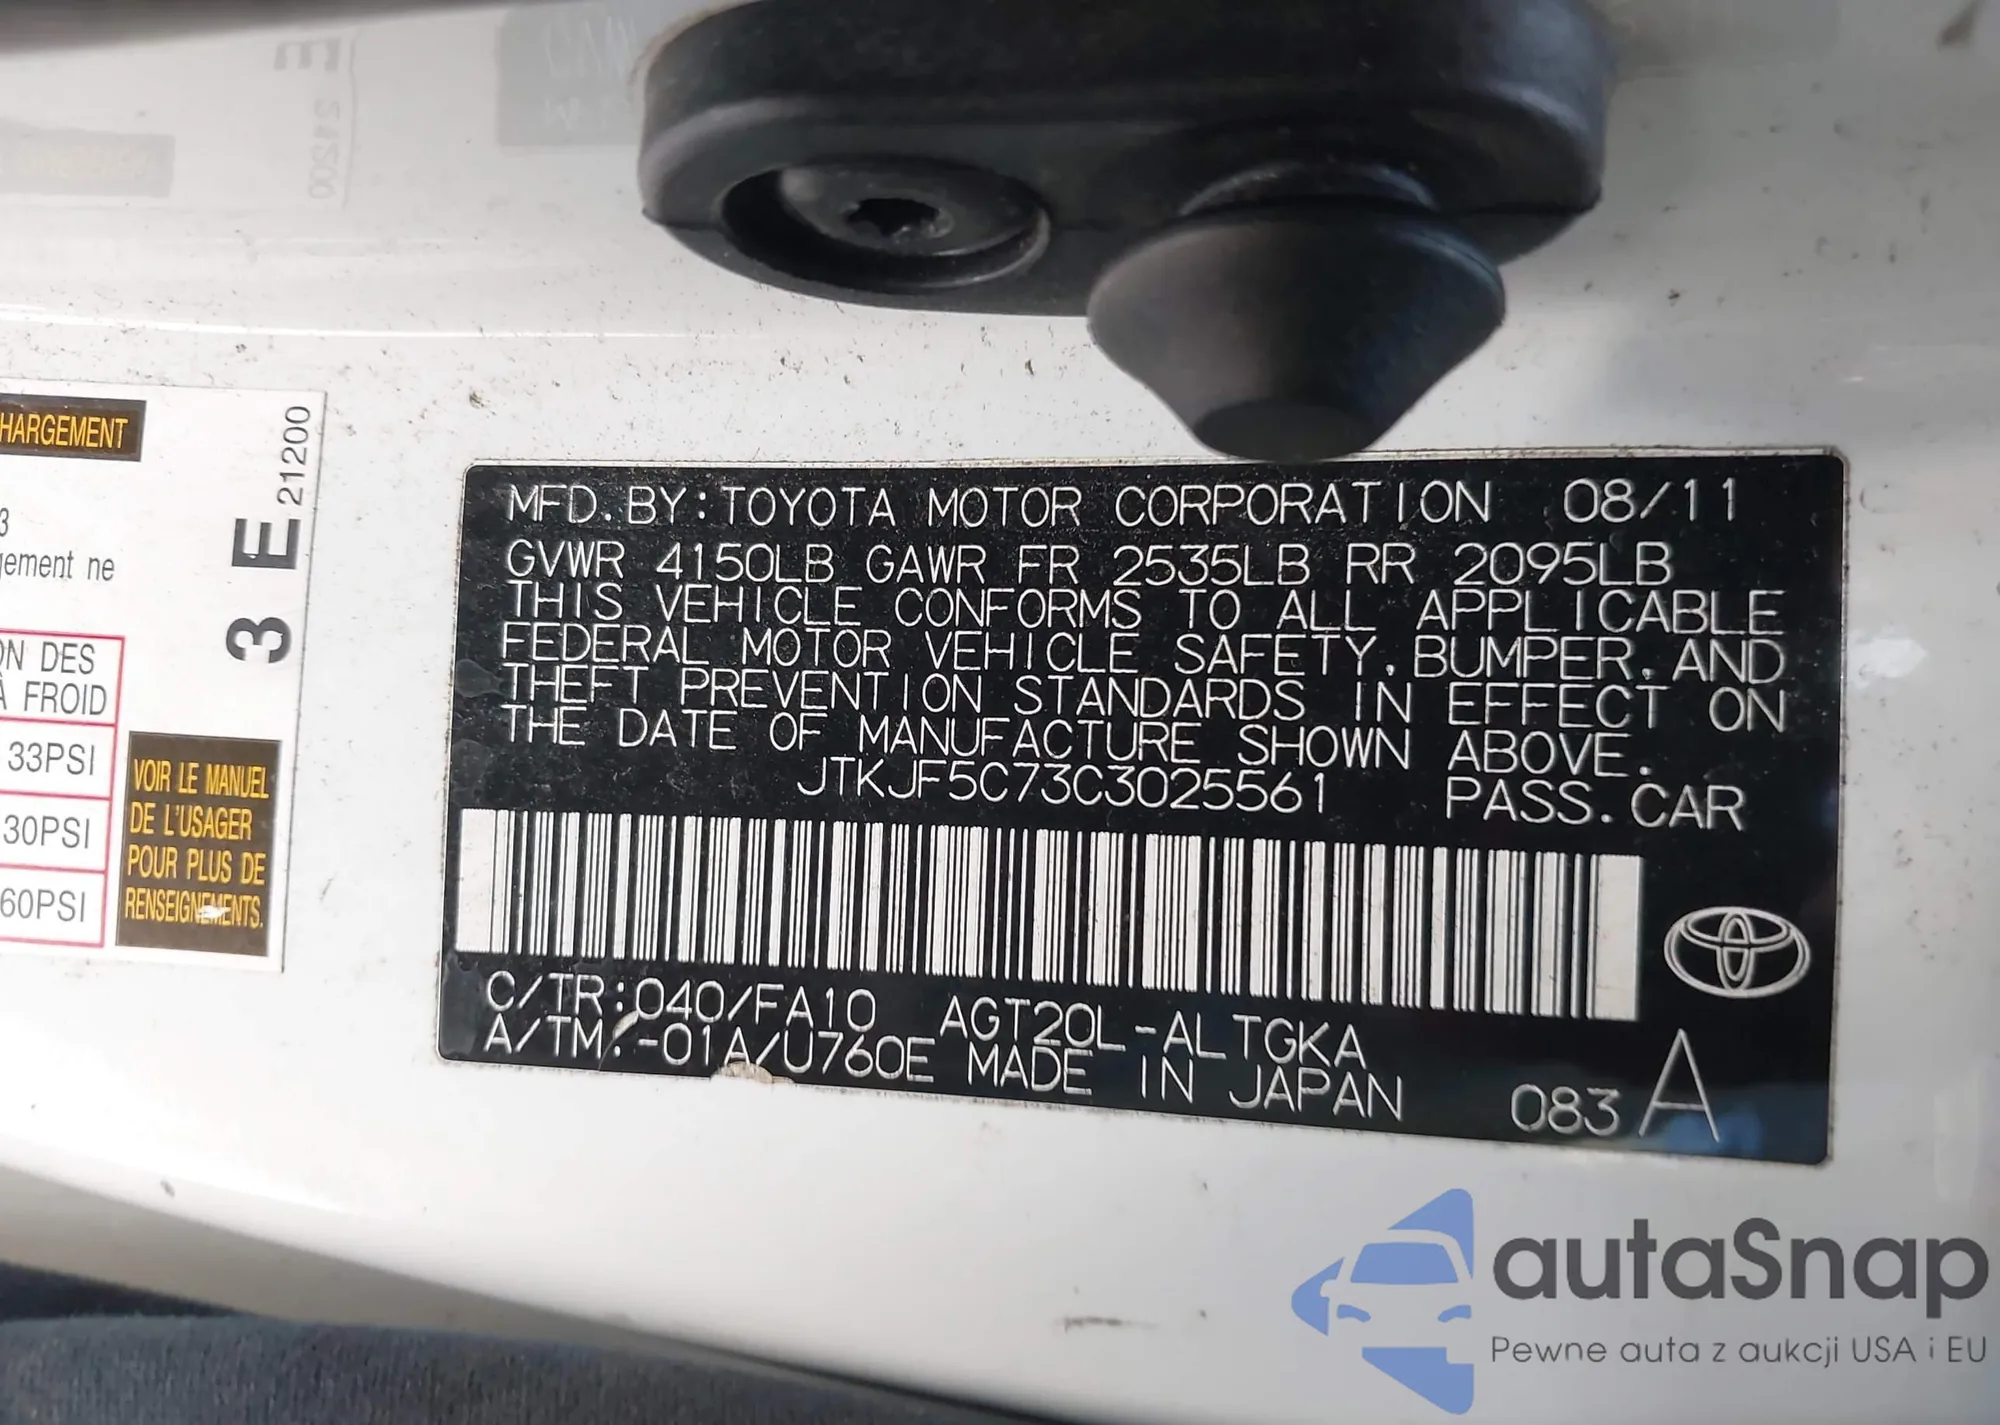 HARGEMENT
3
gement ne
ON DES
À FROID
33PSI
30PSI
60PSI
VOIR LE MANUEL
DE L'USAGER
POUR PLUS DE
RENSEIGNEMENTS.
3 E 21200
MFD. BY: TOYOTA MOTOR CORPORATION 08/11
GVWR 4150LB GAWR FR 2535LB RR 2095LB
THIS VEHICLE CONFORMS TO ALL APPLICABLE
FEDERAL MOTOR VEHICLE SAFETY, BUMPER, AND
THEFT PREVENTION STANDARDS IN EFFECT ON
THE DATE OF MANUFACTURE SHOWN ABOVE.
JTKJF5C73C3025561 PASS. CAR
C/TR: 040/FA10 AGT20L-ALTGKA
A/TM: -01A/U760E MADE IN JAPAN 083 A
autaSnap
Pewne auta z aukcji USA i EU